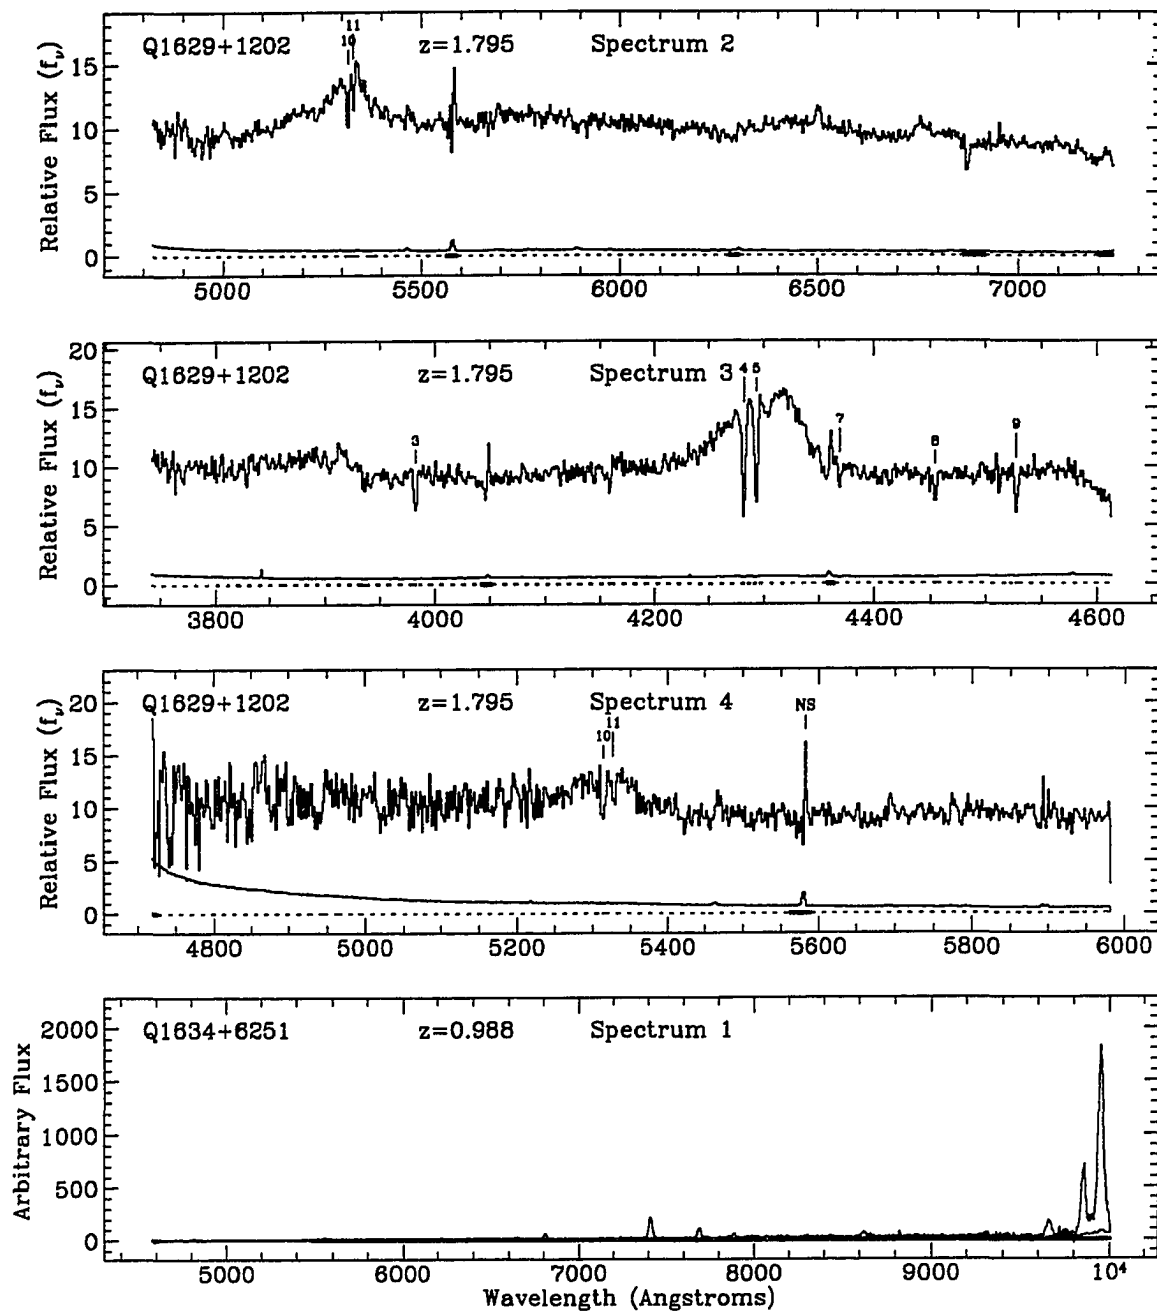 Q1629+1202 z=1.795 Spectrum 2
11
10
Relative Flux (fν)
15
10
5
0
5000 5500 6000 6500 7000
Q1629+1202 z=1.795 Spectrum 3
3 4 5 7 8 9
Relative Flux (fν)
20
15
10
5
0
3800 4000 4200 4400 4600
Q1629+1202 z=1.795 Spectrum 4
11
10
NS
Relative Flux (fν)
20
15
10
5
0
4800 5000 5200 5400 5600 5800 6000
Q1634+6251 z=0.988 Spectrum 1
Arbitrary Flux
2000
1500
1000
500
0
5000 6000 7000 8000 9000 10⁴
Wavelength (Angstroms)